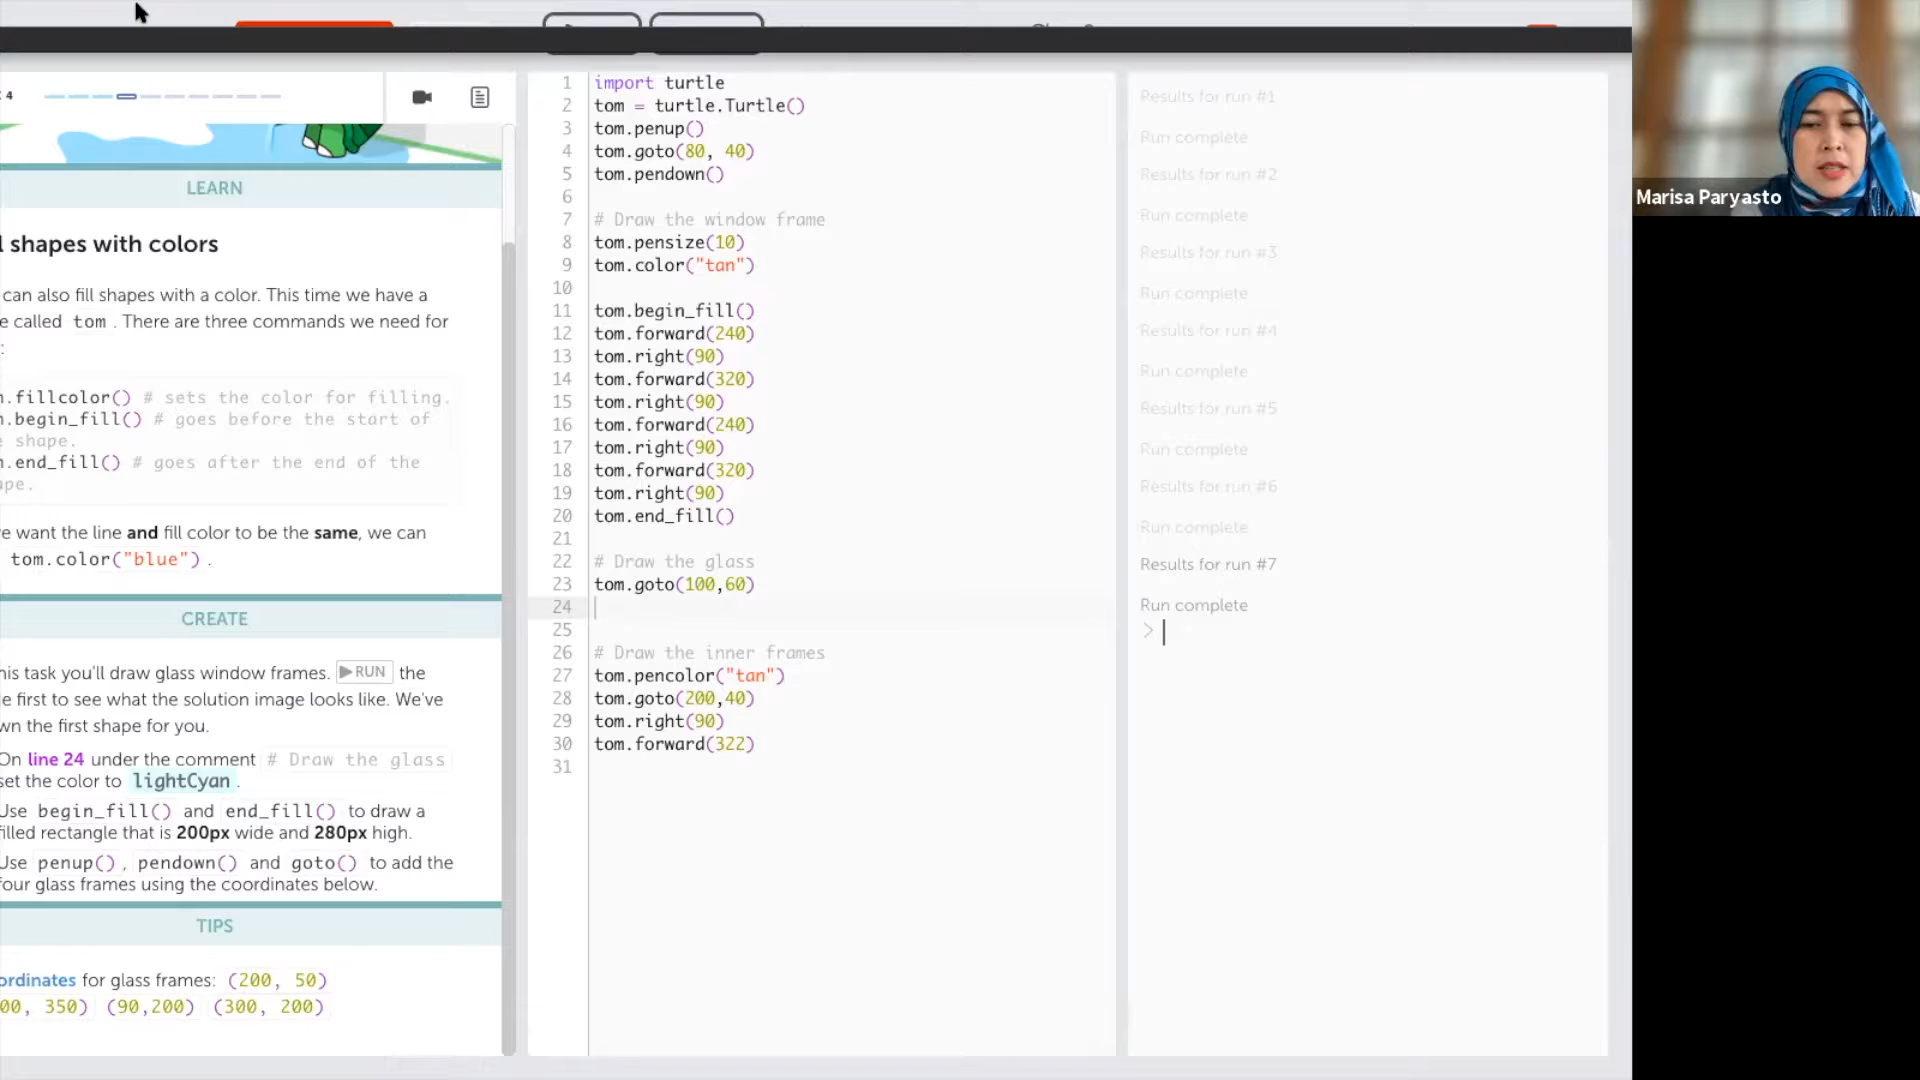 4
LEARN
shapes with colors
can also fill shapes with a color. This time we have a
e called tom . There are three commands we need for
:
.fillcolor() # sets the color for filling.
.begin_fill() # goes before the start of
e shape.
.end_fill() # goes after the end of the
ape.
e want the line and fill color to be the same, we can
tom.color("blue") .
CREATE
his task you'll draw glass window frames. RUN the
e first to see what the solution image looks like. We've
wn the first shape for you.
On line 24 under the comment # Draw the glass
set the color to lightCyan .
Use begin_fill() and end_fill() to draw a
filled rectangle that is 200px wide and 280px high.
Use penup() , pendown() and goto() to add the
four glass frames using the coordinates below.
TIPS
ordinates for glass frames: (200, 50)
00, 350) (90,200) (300, 200)
1 import turtle
2 tom = turtle.Turtle()
3 tom.penup()
4 tom.goto(80, 40)
5 tom.pendown()
6
7 # Draw the window frame
8 tom.pensize(10)
9 tom.color("tan")
10
11 tom.begin_fill()
12 tom.forward(240)
13 tom.right(90)
14 tom.forward(320)
15 tom.right(90)
16 tom.forward(240)
17 tom.right(90)
18 tom.forward(320)
19 tom.right(90)
20 tom.end_fill()
21
22 # Draw the glass
23 tom.goto(100,60)
24
25
26 # Draw the inner frames
27 tom.pencolor("tan")
28 tom.goto(200,40)
29 tom.right(90)
30 tom.forward(322)
31
Results for run #1
Run complete
Results for run #2
Run complete
Results for run #3
Run complete
Results for run #4
Run complete
Results for run #5
Run complete
Results for run #6
Run complete
Results for run #7
Run complete
>
Marisa Paryasto